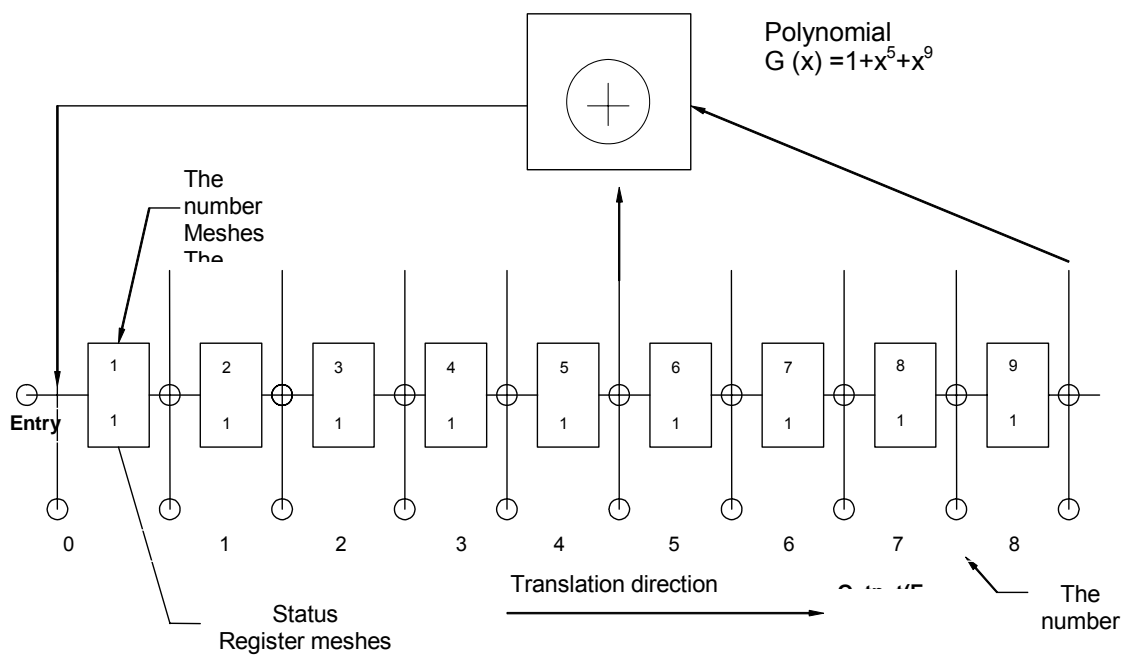 Polynomial
G (x) =1+x⁵+x⁹
The
number
Meshes
The
1 2 3 4 5 6 7 8 9
Entry
1 1 1 1 1 1 1 1 1
0 1 2 3 4 5 6 7 8
Translation direction
The
number
Status
Register meshes